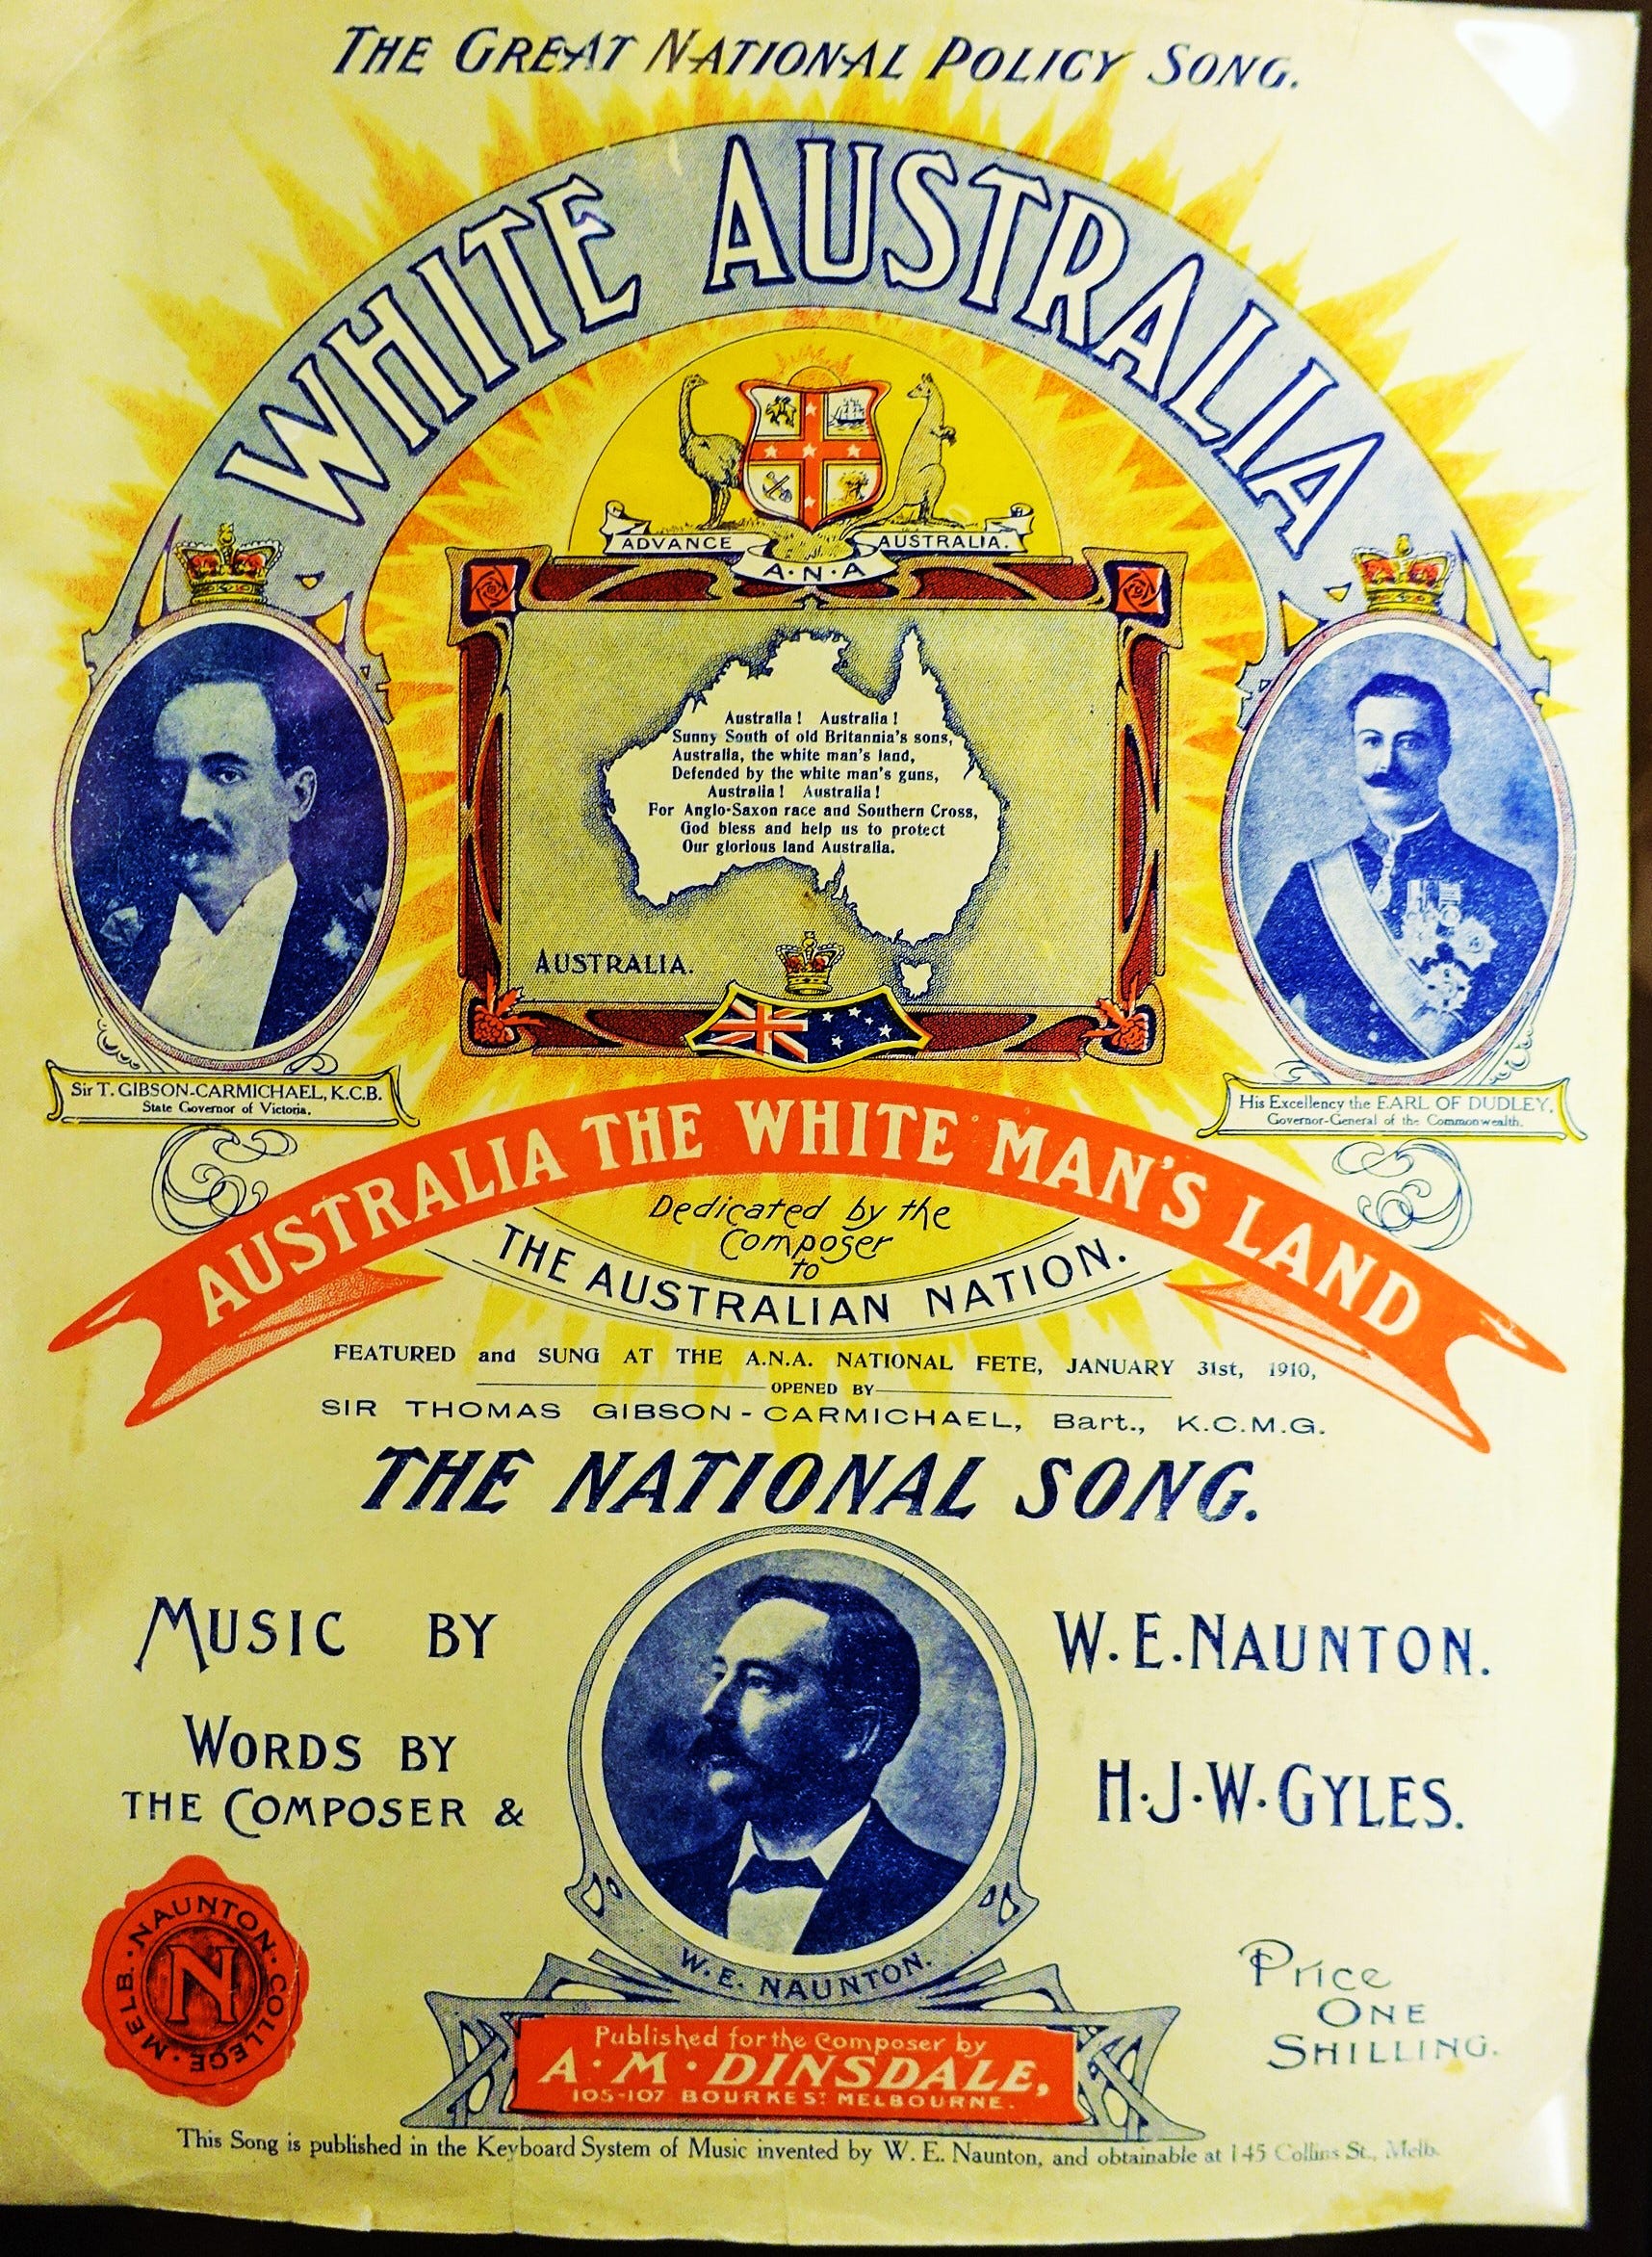 THE GREAT NATIONAL POLICY SONG.
WHITE AUSTRALIA
ADVANCE AUSTRALIA.
A·N·A
Australia! Australia!
Sunny South of old Britannia's sons,
Australia, the white man's land,
Defended by the white man's guns,
Australia! Australia!
For Anglo-Saxon race and Southern Cross,
God bless and help us to protect
Our glorious land Australia.
AUSTRALIA.
Sir T. GIBSON-CARMICHAEL, K.C.B.
State Governor of Victoria.
His Excellency the EARL OF DUDLEY,
Governor-General of the Commonwealth.
AUSTRALIA THE WHITE MAN'S LAND
Dedicated by the
Composer
to
THE AUSTRALIAN NATION.
FEATURED and SUNG AT THE A.N.A. NATIONAL FETE, JANUARY 31st, 1910,
OPENED BY
SIR THOMAS GIBSON-CARMICHAEL, Bart., K.C.M.G.
THE NATIONAL SONG.
MUSIC BY W.E.NAUNTON.
WORDS BY
THE COMPOSER & H·J·W·GYLES.
NAUNTON·COLLEGE·MELB·
N
W.E. NAUNTON.
Price
ONE
SHILLING.
Published for the Composer by
A·M·DINSDALE,
105-107 BOURKE ST MELBOURNE.
This Song is published in the Keyboard System of Music invented by W. E. Naunton, and obtainable at 145 Collins St., Melb.